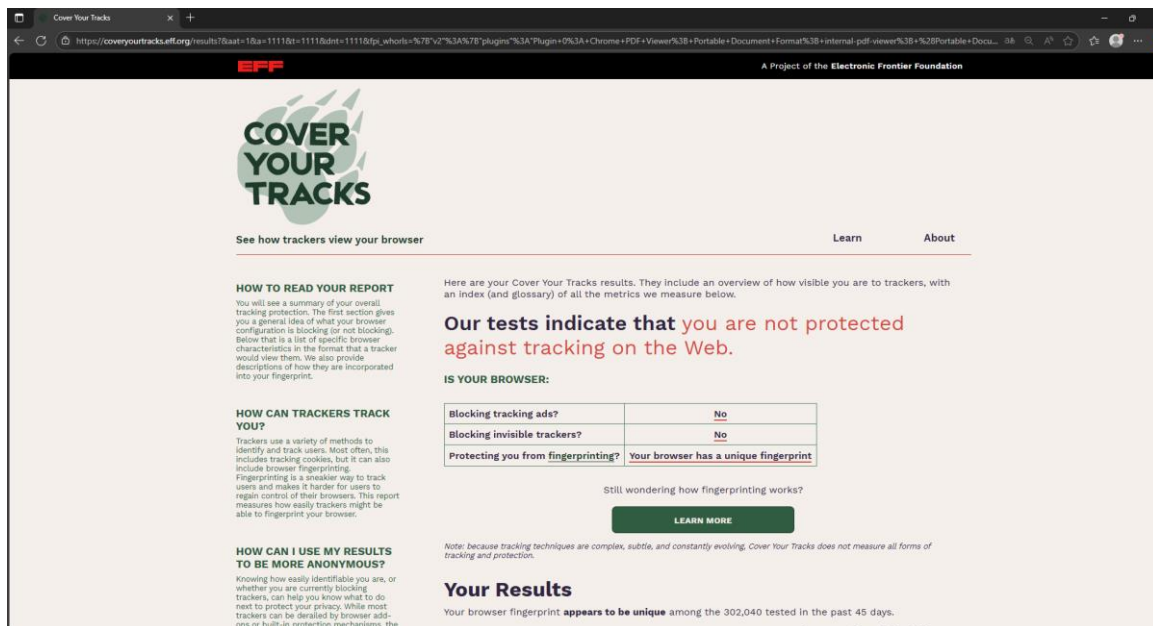 Cover Your Tracks
https://coveryourtracks.eff.org/results?&aat=1&a=1111&t=1111&dnt=1111&fpi_whorls=%7B"v2"%3A%7B"plugins"%3A"Plugin+0%3A+Chrome+PDF+Viewer%3B+Portable+Document+Format%3B+internal-pdf-viewer%3B+%28Portable+Docu...
EFF
A Project of the Electronic Frontier Foundation
COVER
YOUR
TRACKS
See how trackers view your browser
Learn
About
HOW TO READ YOUR REPORT
You will see a summary of your overall
tracking protection. The first section gives
you a general idea of what your browser
configuration is blocking (or not blocking).
Below that is a list of specific browser
characteristics in the format that a tracker
would view them. We also provide
descriptions of how they are incorporated
into your fingerprint.
HOW CAN TRACKERS TRACK
YOU?
Trackers use a variety of methods to
identify and track users. Most often, this
includes tracking cookies, but it can also
include browser fingerprinting.
Fingerprinting is a sneakier way to track
users and makes it harder for users to
regain control of their browsers. This report
measures how easily trackers might be
able to fingerprint your browser.
HOW CAN I USE MY RESULTS
TO BE MORE ANONYMOUS?
Knowing how easily identifiable you are, or
whether you are currently blocking
trackers, can help you know what to do
next to protect your privacy. While most
trackers can be derailed by browser add-
ons or built-in protection mechanisms, the
Here are your Cover Your Tracks results. They include an overview of how visible you are to trackers, with
an index (and glossary) of all the metrics we measure below.
Our tests indicate that you are not protected
against tracking on the Web.
IS YOUR BROWSER:
Blocking tracking ads? No
Blocking invisible trackers? No
Protecting you from fingerprinting? Your browser has a unique fingerprint
Still wondering how fingerprinting works?
LEARN MORE
Note: because tracking techniques are complex, subtle, and constantly evolving, Cover Your Tracks does not measure all forms of
tracking and protection.
Your Results
Your browser fingerprint appears to be unique among the 302,040 tested in the past 45 days.